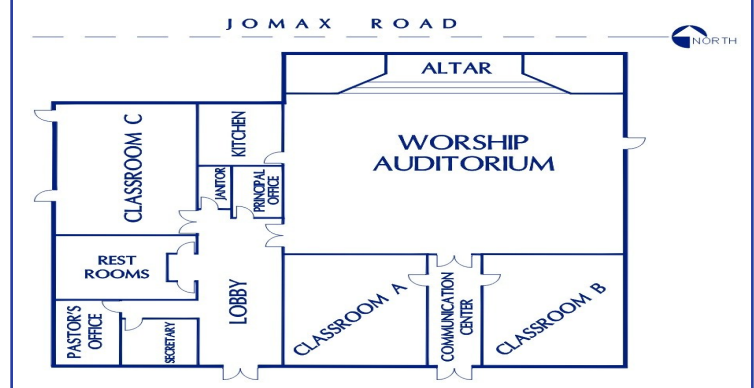 JOMAX ROAD
NORTH
ALTAR
WORSHIP
AUDITORIUM
CLASSROOM C
KITCHEN
JANITOR
PRINCIPAL
OFFICE
REST
ROOMS
LOBBY
PASTOR'S
OFFICE
SECRETARY
CLASSROOM A
COMMUNICATION
CENTER
CLASSROOM B